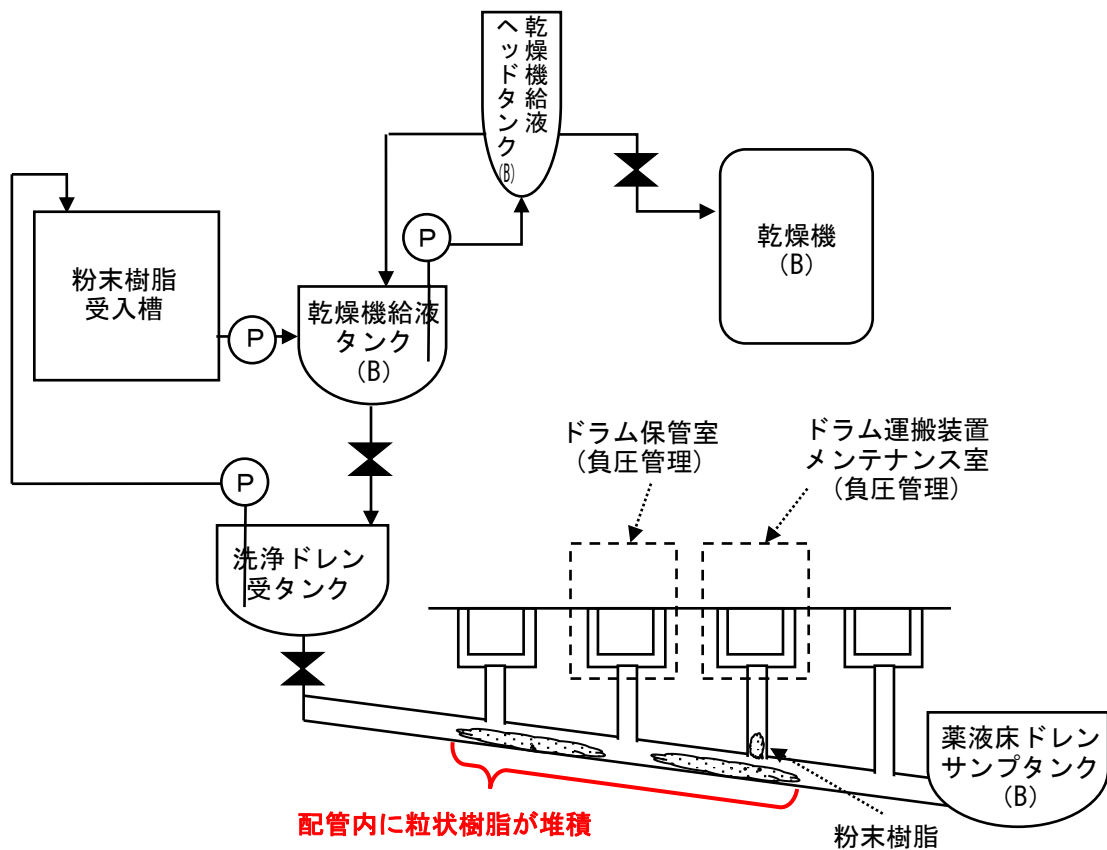 乾燥機給液
ヘッドタンク(B)
P
粉末樹脂
受入槽
P
乾燥機給液
タンク
(B)
乾燥機
(B)
P
洗浄ドレン
受タンク
ドラム保管室
(負圧管理)
ドラム運搬装置
メンテナンス室
(負圧管理)
薬液床ドレン
サンプタンク
(B)
配管内に粒状樹脂が堆積
粉末樹脂